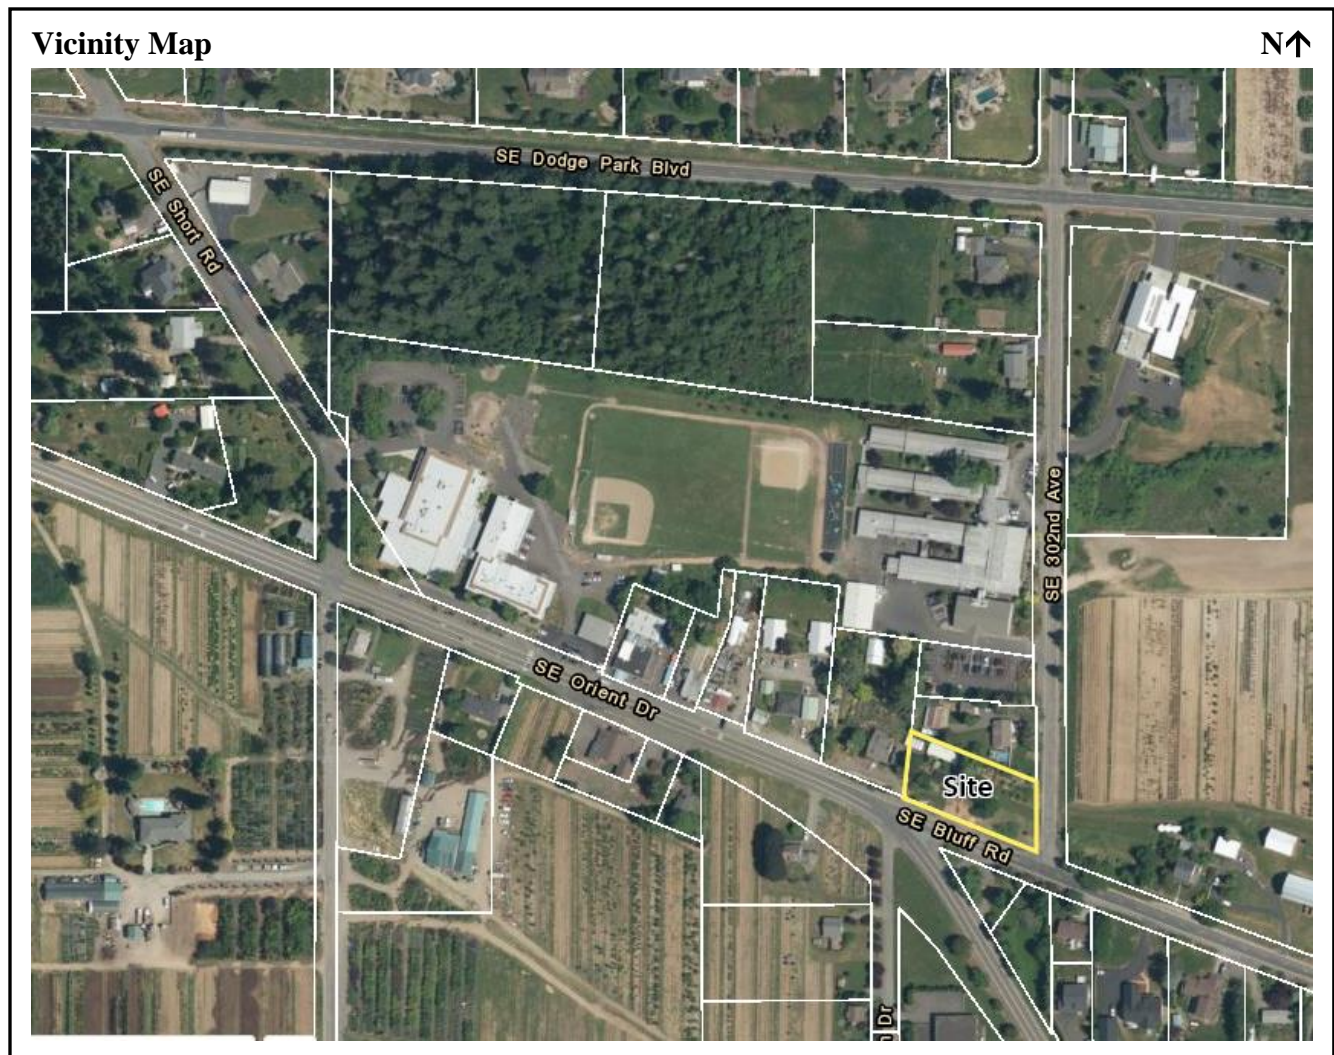 Vicinity Map
N↑
SE Dodge Park Blvd
SE Short Rd
SE 302nd Ave
SE Orient Dr
Site
SE Bluff Rd
Dr